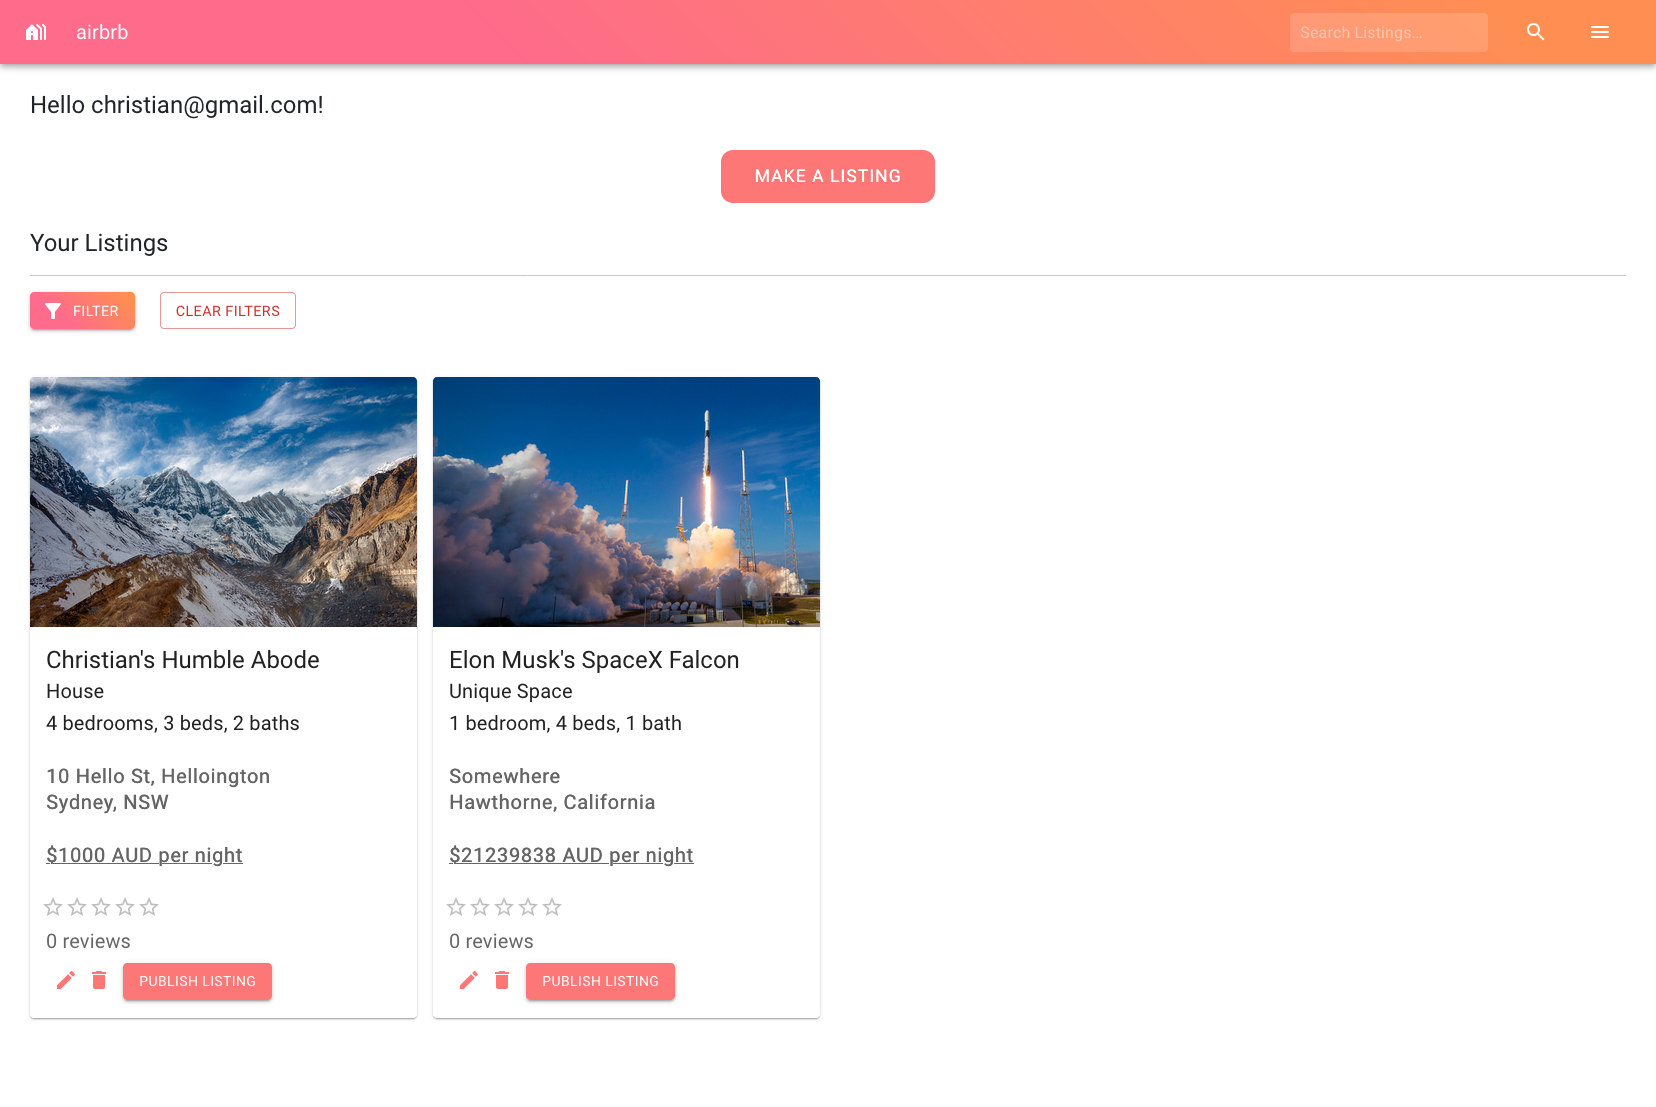 airbrb
Search Listings...
Hello christian@gmail.com!
MAKE A LISTING
Your Listings
FILTER
CLEAR FILTERS
Christian's Humble Abode
House
4 bedrooms, 3 beds, 2 baths
10 Hello St, Helloington
Sydney, NSW
$1000 AUD per night
0 reviews
PUBLISH LISTING
Elon Musk's SpaceX Falcon
Unique Space
1 bedroom, 4 beds, 1 bath
Somewhere
Hawthorne, California
$21239838 AUD per night
0 reviews
PUBLISH LISTING